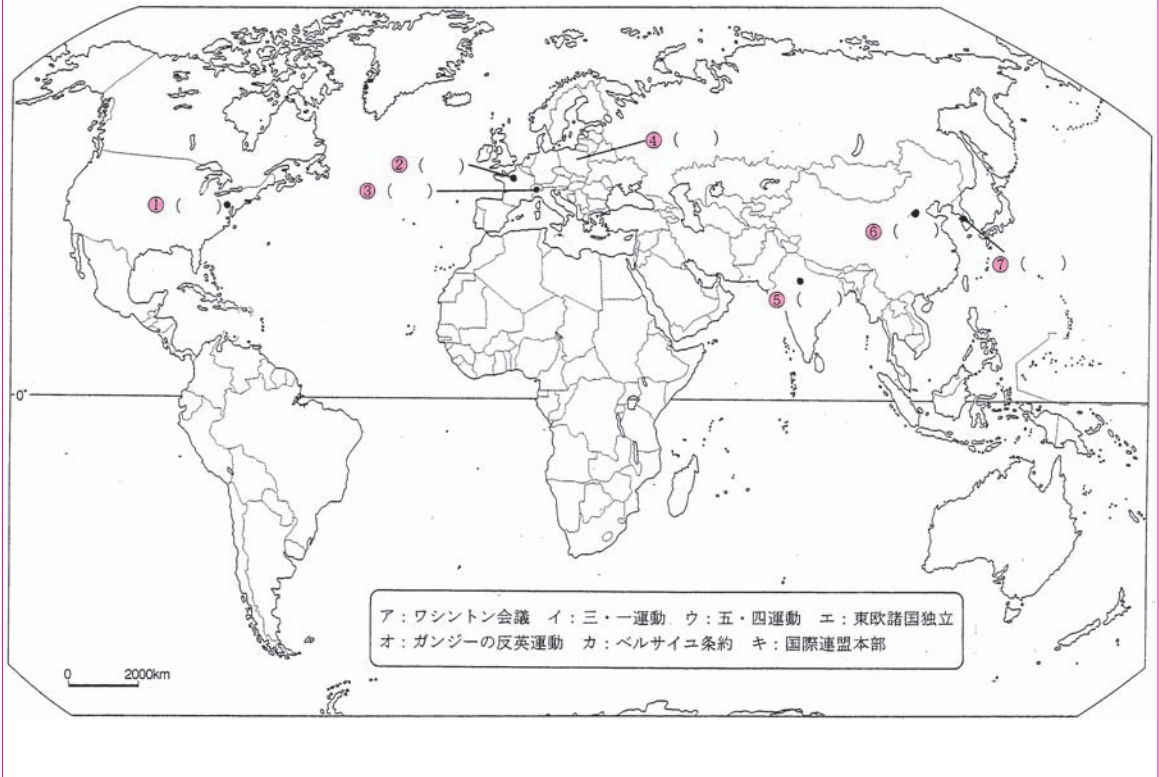 ④ (　　)
② (　　)
③ (　　)
① (　　)
⑥ (　　)
⑦ (　　)
⑤ (　　)
0°
ア：ワシントン会議　イ：三・一運動　ウ：五・四運動　エ：東欧諸国独立
オ：ガンジーの反英運動　カ：ベルサイユ条約　キ：国際連盟本部
0　2000km